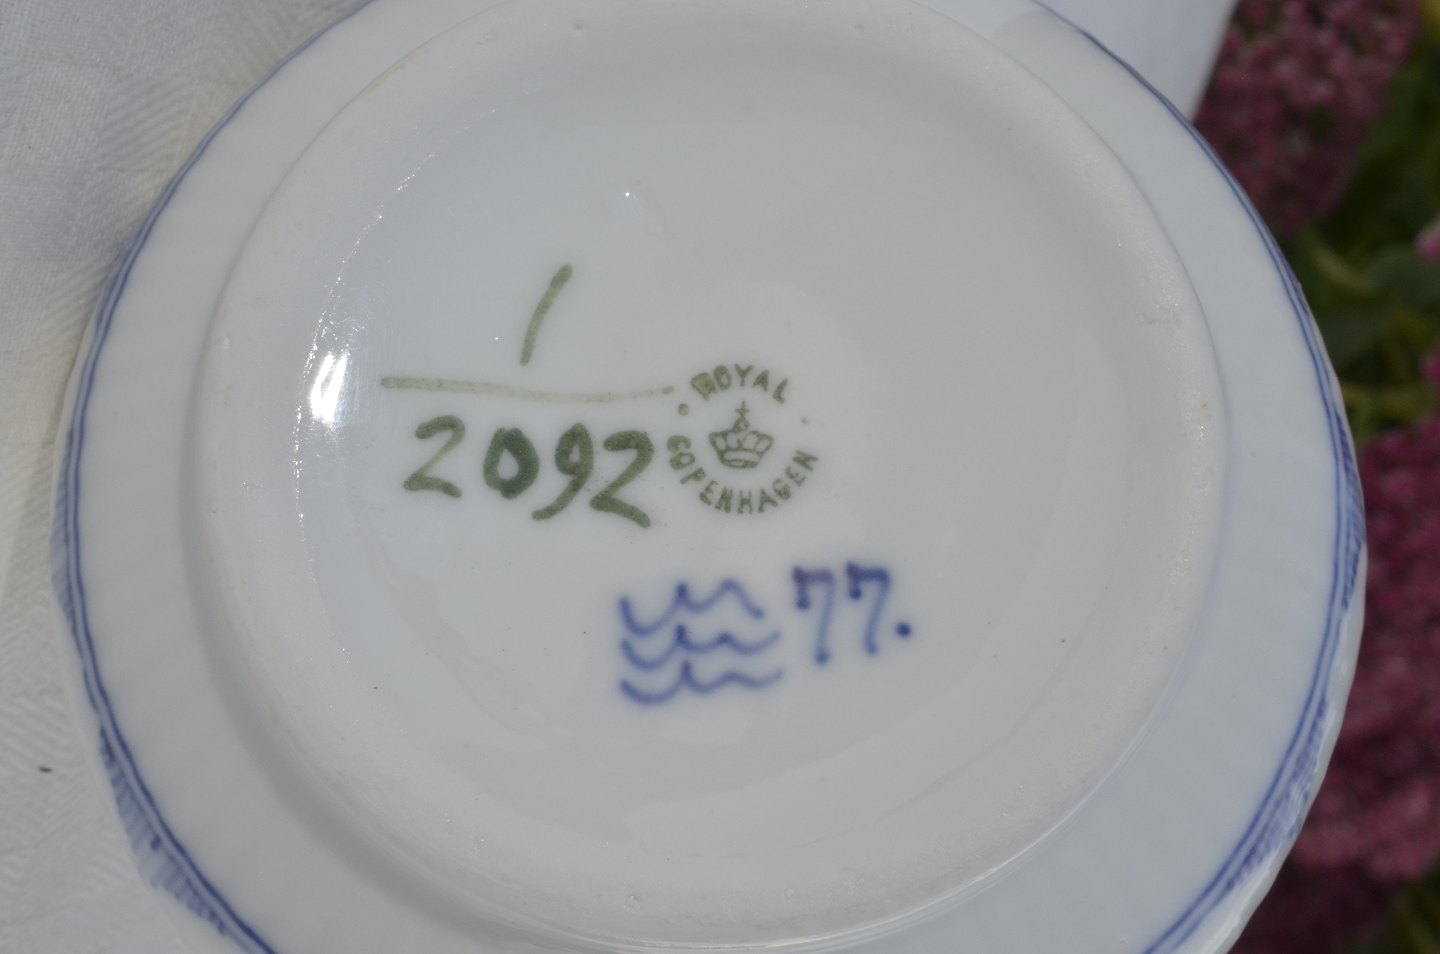 1
2092
ROYAL
COPENHAGEN
77.